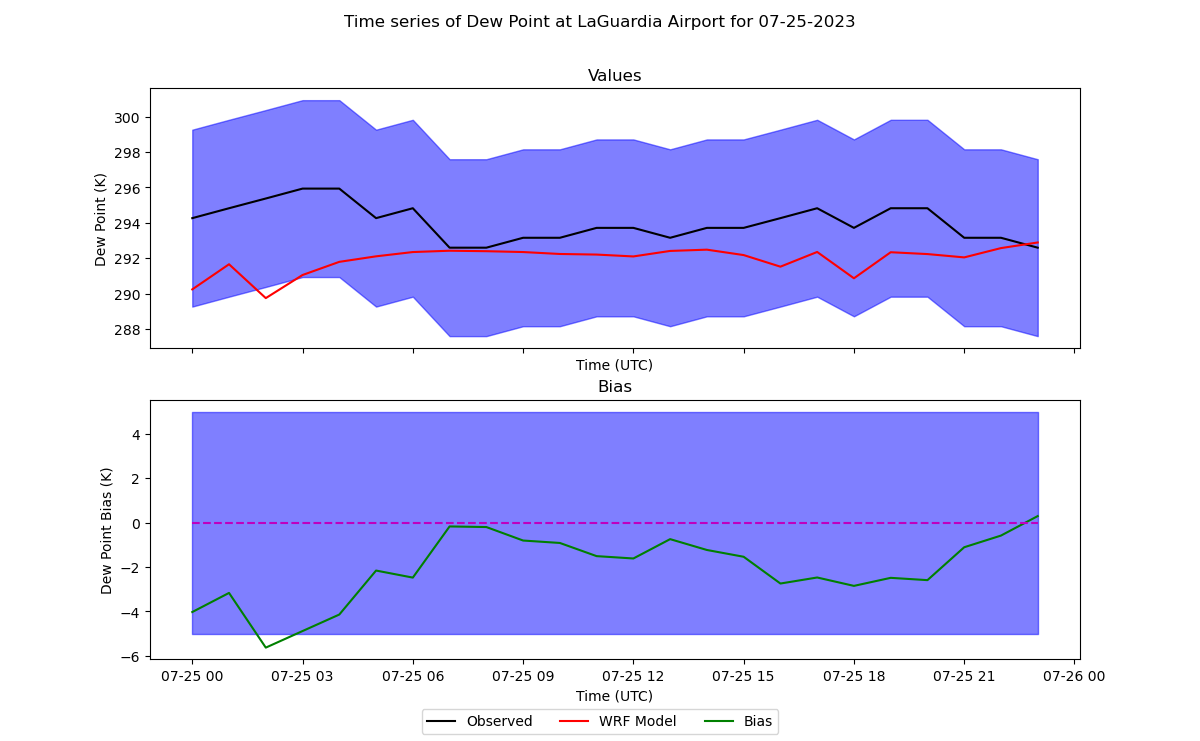 Time series of Dew Point at LaGuardia Airport for 07-25-2023
Values
Dew Point (K)
300
298
296
294
292
290
288
Time (UTC)
Bias
Dew Point Bias (K)
4
2
0
−2
−4
−6
07-25 00 07-25 03 07-25 06 07-25 09 07-25 12 07-25 15 07-25 18 07-25 21 07-26 00
Time (UTC)
Observed WRF Model Bias